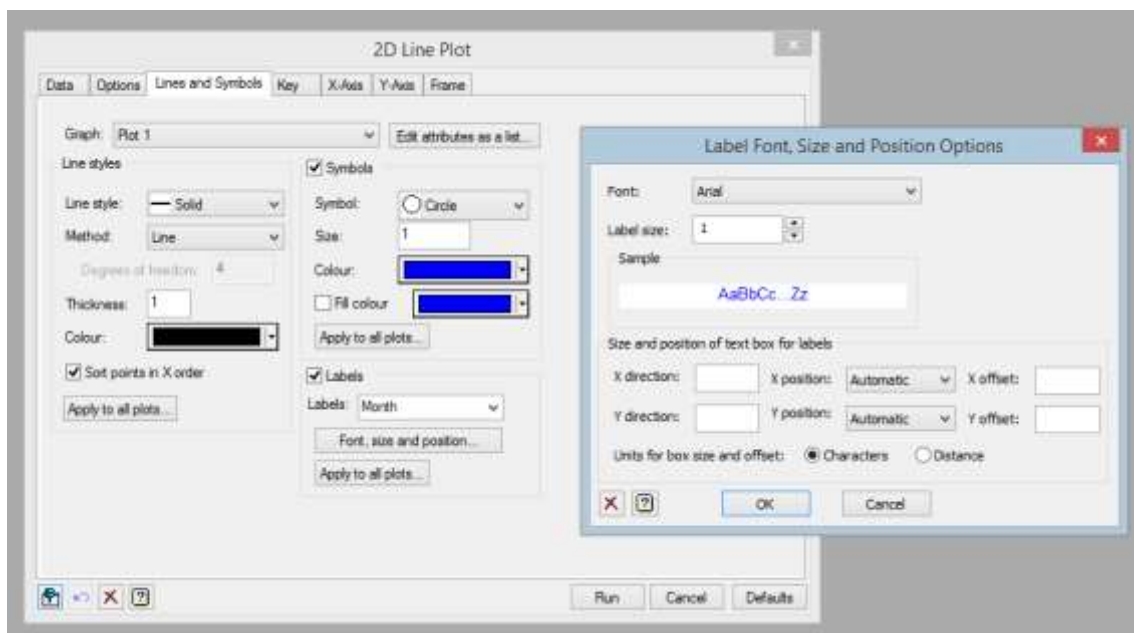 2D Line Plot
Data Options Lines and Symbols Key X-Axis Y-Axis Frame
Graph: Plot 1 Edit attributes as a list...
Line styles
Line style: Solid
Method: Line
Degrees of freedom: 4
Thickness: 1
Colour:
Sort points in X order
Apply to all plots...
Symbols
Symbol: Circle
Size: 1
Colour:
Fill colour
Apply to all plots...
Labels
Labels: Month
Font, size and position...
Apply to all plots...
Run Cancel Defaults
Label Font, Size and Position Options
Font: Arial
Label size: 1
Sample
AaBbCc...Zz
Size and position of text box for labels
X direction: X position: Automatic X offset:
Y direction: Y position: Automatic Y offset:
Units for box size and offset: Characters Distance
OK Cancel